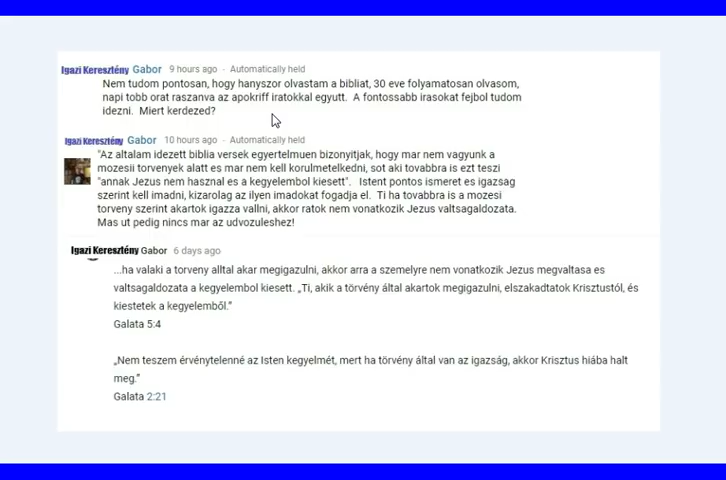 Igazi Keresztény Gabor 9 hours ago · Automatically held
Nem tudom pontosan, hogy hanyszor olvastam a bibliat, 30 eve folyamatosan olvasom,
napi tobb orat raszanva az apokriff iratokkal egyutt. A fontossabb irasokat fejbol tudom
idezni. Miert kerdezed?
Igazi Keresztény Gabor 10 hours ago · Automatically held
"Az altalam idezett biblia versek egyertelmuen bizonyitjak, hogy mar nem vagyunk a
mozesii torvenyek alatt es mar nem kell korulmetelkedni, sot aki tovabbra is ezt teszi
"annak Jezus nem hasznal es a kegyelembol kiesett". Istent pontos ismeret es igazsag
szerint kell imadni, kizarolag az ilyen imadokat fogadja el. Ti ha tovabbra is a mozesi
torveny szerint akartok igazza vallni, akkor ratok nem vonatkozik Jezus valtsagaldozata.
Mas ut pedig nincs mar az udvozuleshez!
Igazi Keresztény Gabor 6 days ago
...ha valaki a torveny alltal akar megigazulni, akkor arra a szemelyre nem vonatkozik Jezus megvaltasa es
valtsagaldozata a kegyelembol kiesett. „Ti, akik a törvény által akartok megigazulni, elszakadtatok Krisztustól, és
kiestetek a kegyelemből.”
Galata 5:4
„Nem teszem érvénytelenné az Isten kegyelmét, mert ha törvény által van az igazság, akkor Krisztus hiába halt
meg.”
Galata 2:21